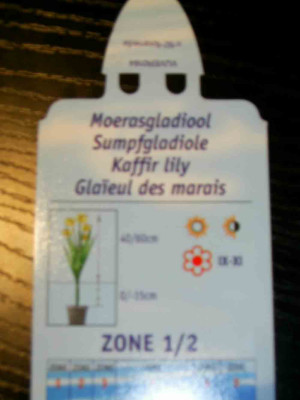 Moerasgladiool
Sumpfgladiole
Kaffir lily
Glaïeul des marais
40/60cm
IX-XI
0/-15cm
ZONE 1/2